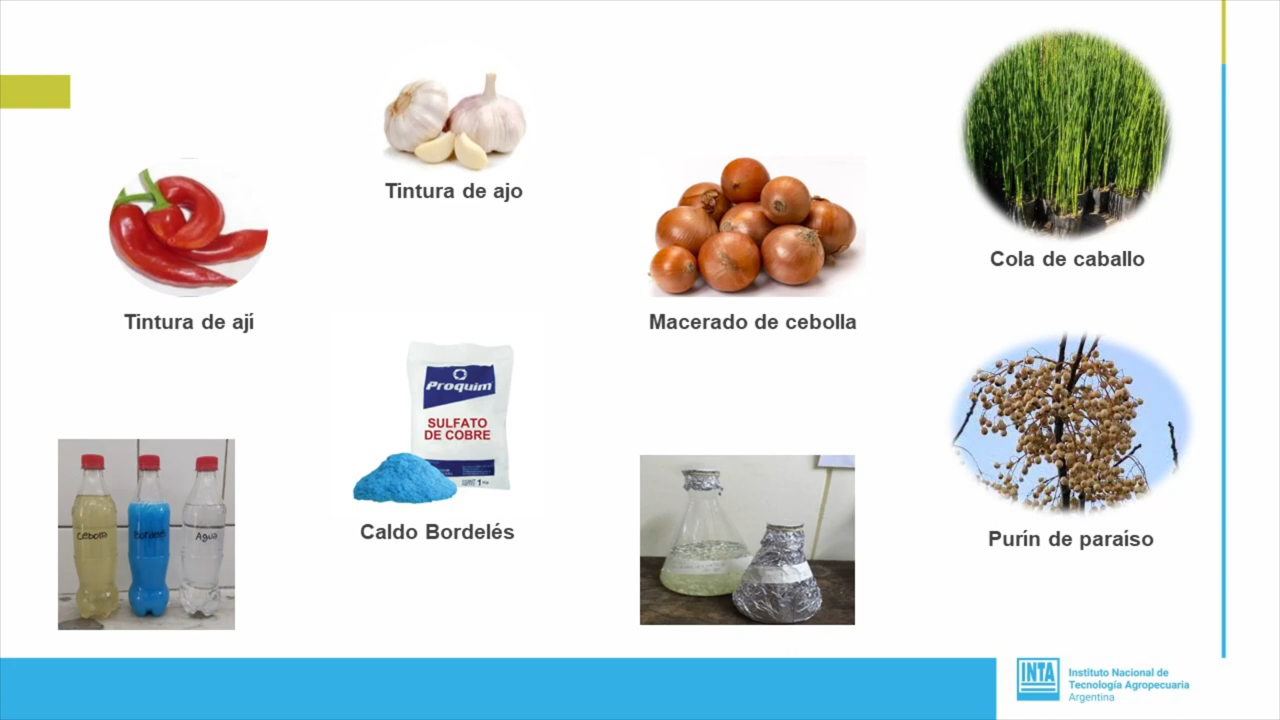 Tintura de ajo
Cola de caballo
Tintura de ají
Macerado de cebolla
Proquim
SULFATO
DE COBRE
Cebolla
Agua
Caldo Bordelés
Purín de paraíso
INTA
Instituto Nacional de
Tecnología Agropecuaria
Argentina